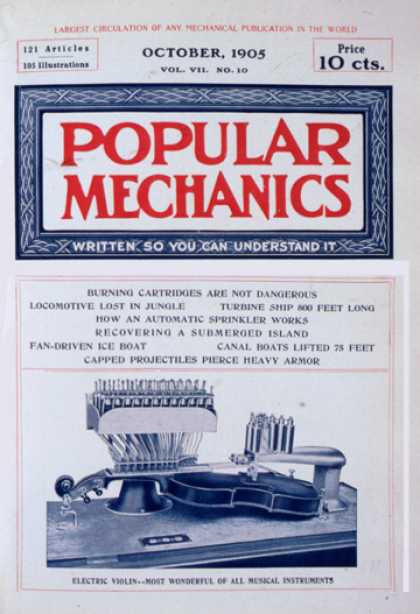 LARGEST CIRCULATION OF ANY MECHANICAL PUBLICATION IN THE WORLD
121 Articles
105 Illustrations
OCTOBER, 1905
VOL. VII. NO. 10
Price
10 cts.
POPULAR
MECHANICS
WRITTEN SO YOU CAN UNDERSTAND IT
BURNING CARTRIDGES ARE NOT DANGEROUS
LOCOMOTIVE LOST IN JUNGLE TURBINE SHIP 800 FEET LONG
HOW AN AUTOMATIC SPRINKLER WORKS
RECOVERING A SUBMERGED ISLAND
FAN-DRIVEN ICE BOAT CANAL BOATS LIFTED 75 FEET
CAPPED PROJECTILES PIERCE HEAVY ARMOR
ELECTRIC VIOLIN--MOST WONDERFUL OF ALL MUSICAL INSTRUMENTS